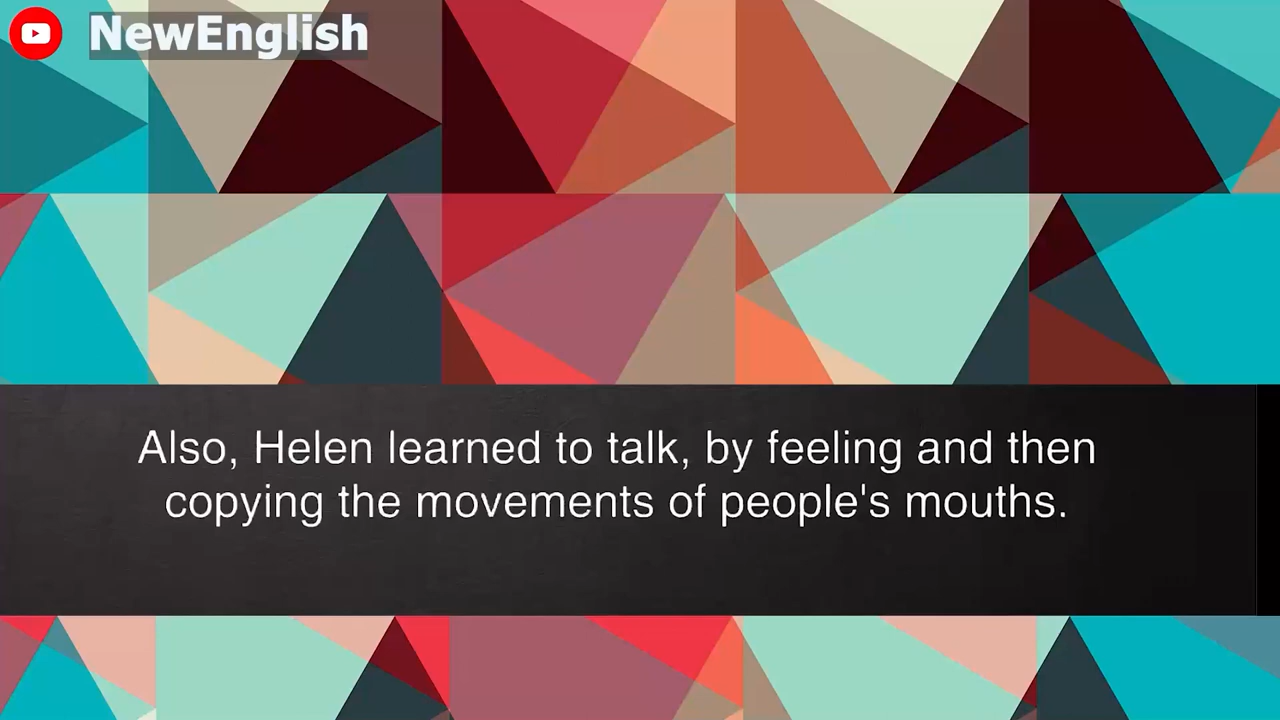 NewEnglish
Also, Helen learned to talk, by feeling and then
copying the movements of people's mouths.